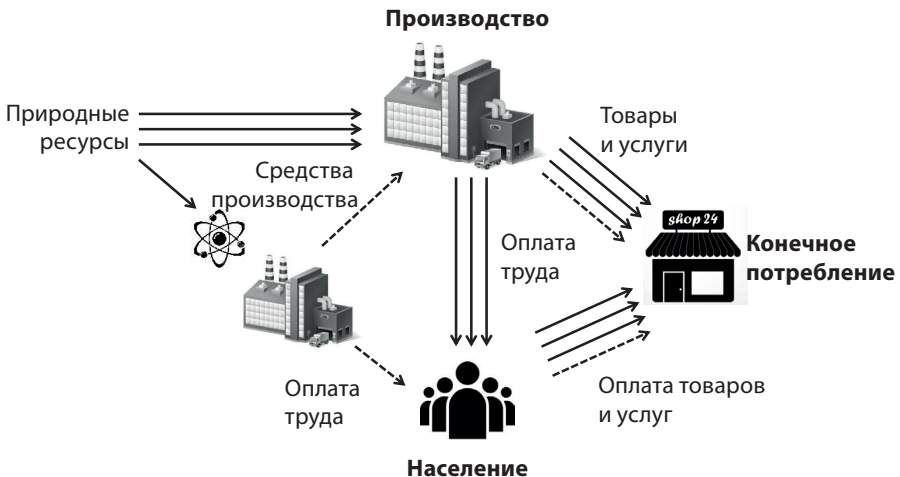 Производство
Природные
ресурсы
Товары
и услуги
Средства
производства
shop 24
Оплата
труда
Конечное
потребление
Оплата
труда
Оплата товаров
и услуг
Население